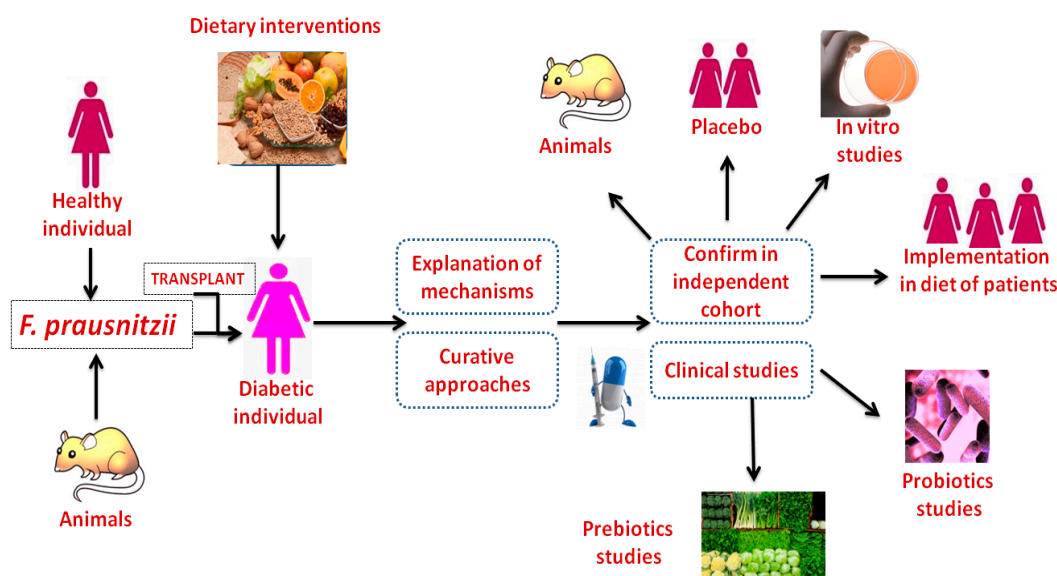 Dietary interventions
Healthy
individual
TRANSPLANT
F. prausnitzii
Animals
Diabetic
individual
Explanation of
mechanisms
Curative
approaches
Animals
Placebo
In vitro
studies
Confirm in
independent
cohort
Implementation
in diet of patients
Clinical studies
Prebiotics
studies
Probiotics
studies